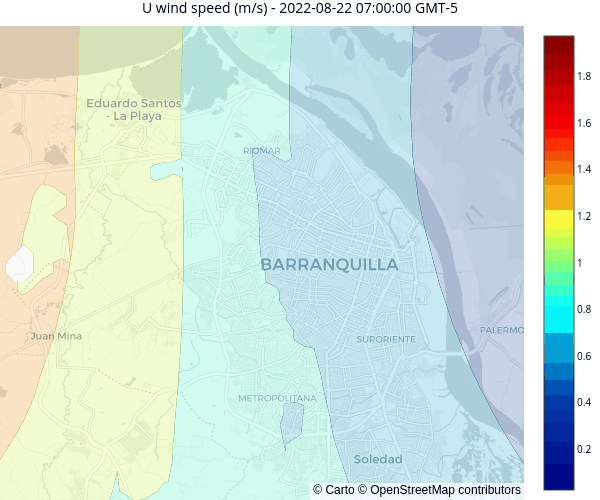 U wind speed (m/s) - 2022-08-22 07:00:00 GMT-5
Eduardo Santos
- La Playa
RIOMAR
BARRANQUILLA
Juan Mina
SURORIENTE
PALERMO
METROPOLITANA
Soledad
© Carto © OpenStreetMap contributors
1.8
1.6
1.4
1.2
1
0.8
0.6
0.4
0.2